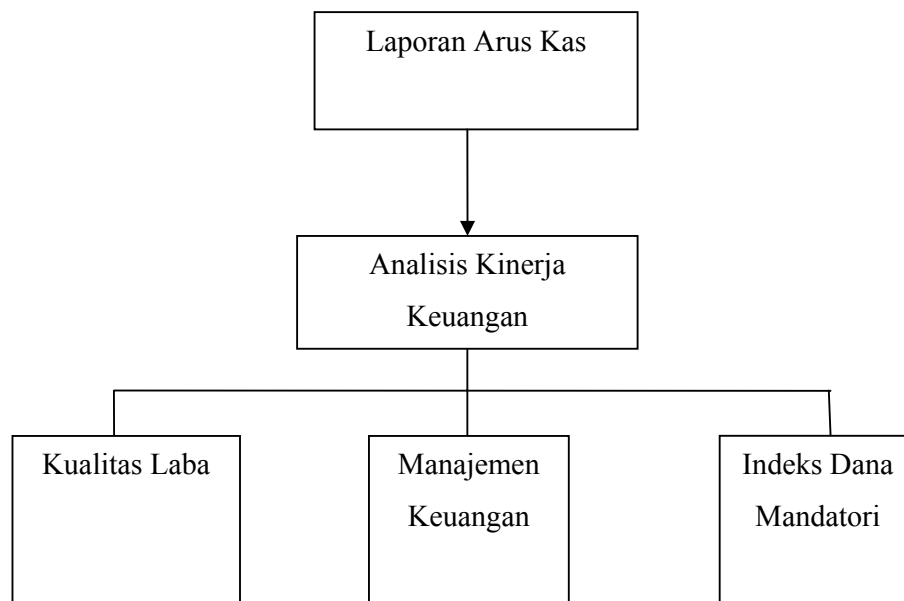 Laporan Arus Kas
Analisis Kinerja
Keuangan
Kualitas Laba
Manajemen
Keuangan
Indeks Dana
Mandatori